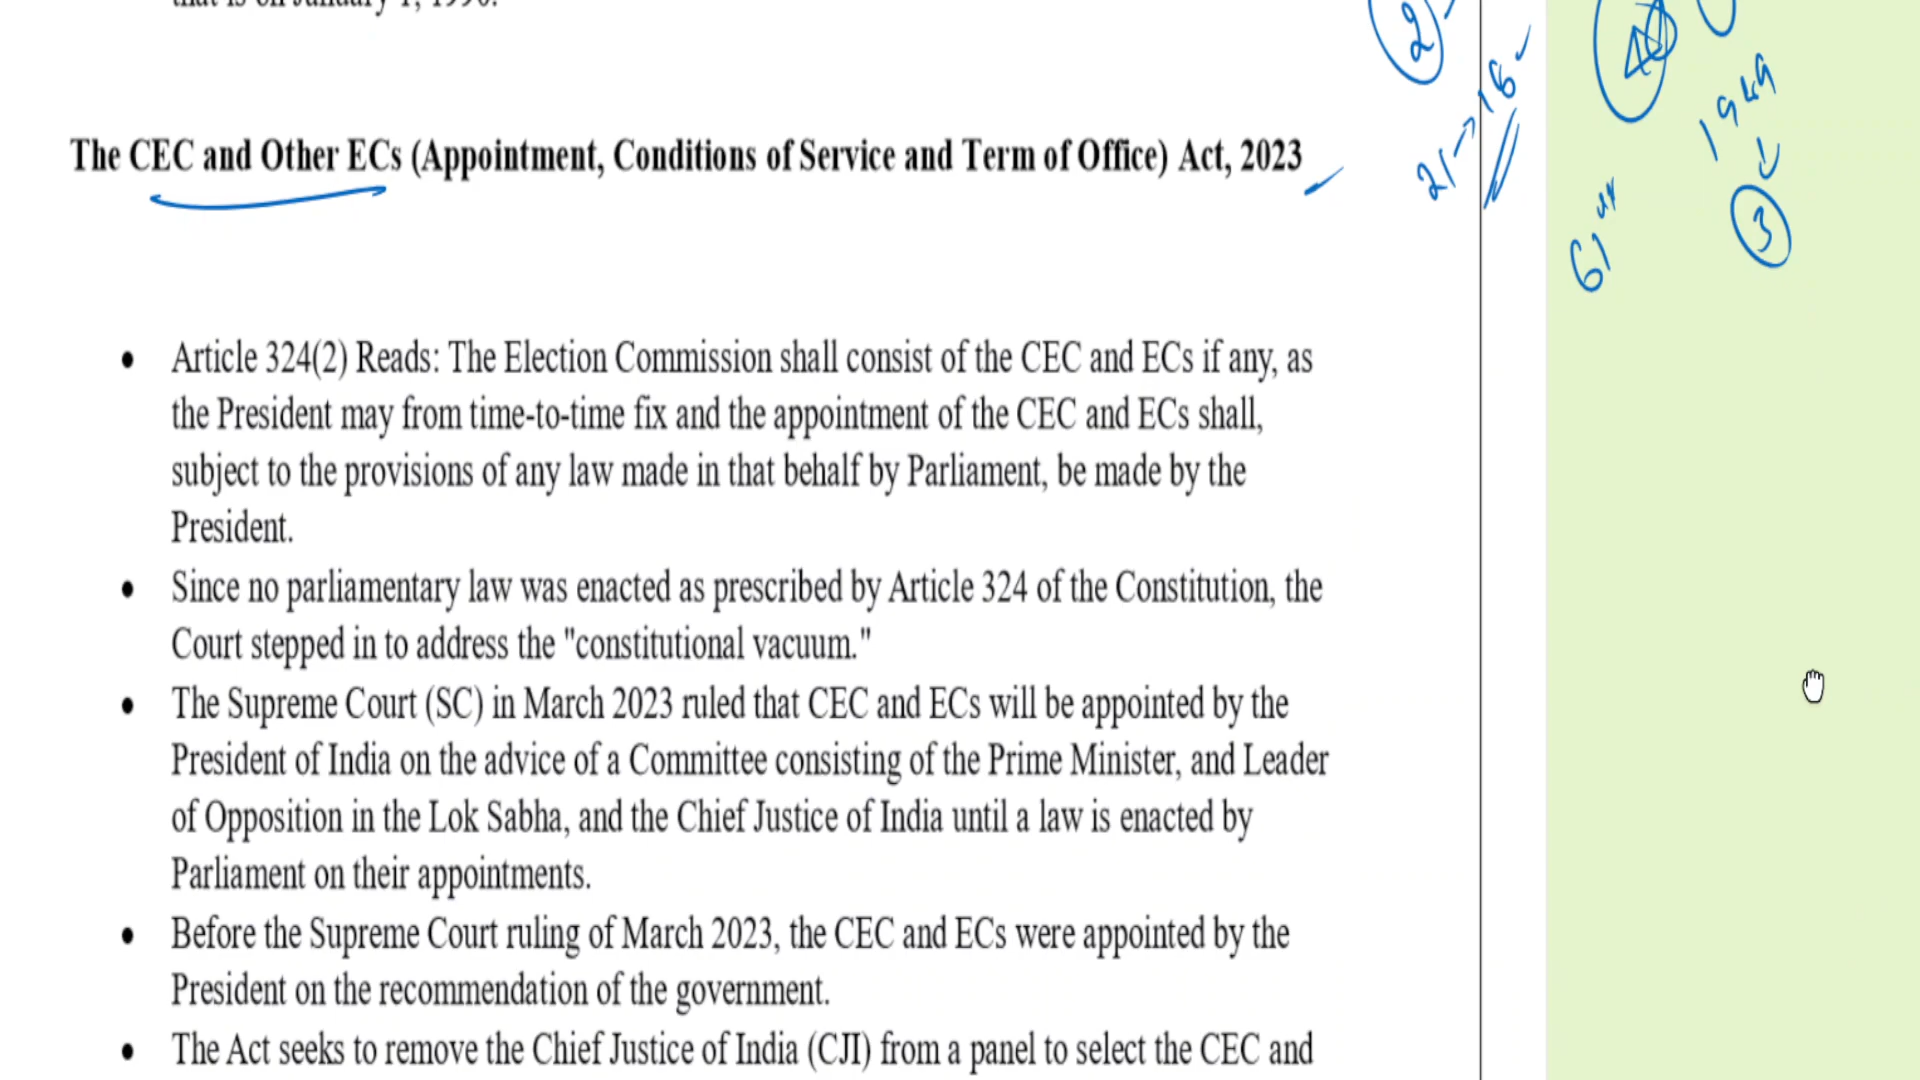 that is on January 1, 1990.
2
18
21 →
1949
3
61
The CEC and Other ECs (Appointment, Conditions of Service and Term of Office) Act, 2023
• Article 324(2) Reads: The Election Commission shall consist of the CEC and ECs if any, as
the President may from time-to-time fix and the appointment of the CEC and ECs shall,
subject to the provisions of any law made in that behalf by Parliament, be made by the
President.
• Since no parliamentary law was enacted as prescribed by Article 324 of the Constitution, the
Court stepped in to address the "constitutional vacuum."
• The Supreme Court (SC) in March 2023 ruled that CEC and ECs will be appointed by the
President of India on the advice of a Committee consisting of the Prime Minister, and Leader
of Opposition in the Lok Sabha, and the Chief Justice of India until a law is enacted by
Parliament on their appointments.
• Before the Supreme Court ruling of March 2023, the CEC and ECs were appointed by the
President on the recommendation of the government.
• The Act seeks to remove the Chief Justice of India (CJI) from a panel to select the CEC and